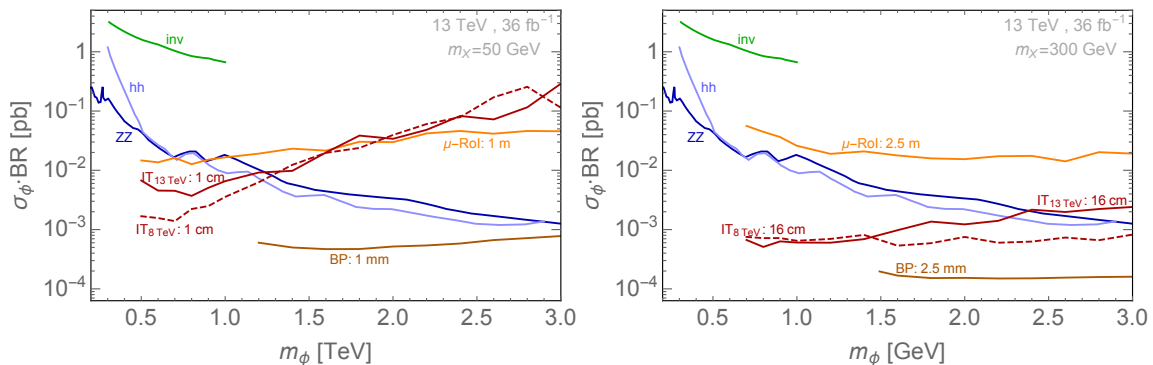 13 TeV , 36 fb⁻¹
m_X=50 GeV
inv
hh
ZZ
μ−RoI: 1 m
IT_13 TeV: 1 cm
IT_8 TeV: 1 cm
BP: 1 mm
1
10⁻¹
10⁻²
10⁻³
10⁻⁴
σ_ϕ·BR [pb]
0.5 1.0 1.5 2.0 2.5 3.0
m_ϕ [TeV]
13 TeV , 36 fb⁻¹
m_X=300 GeV
inv
hh
ZZ
μ−RoI: 2.5 m
IT_13 TeV: 16 cm
IT_8 TeV: 16 cm
BP: 2.5 mm
1
10⁻¹
10⁻²
10⁻³
10⁻⁴
σ_ϕ·BR [pb]
0.5 1.0 1.5 2.0 2.5 3.0
m_ϕ [GeV]